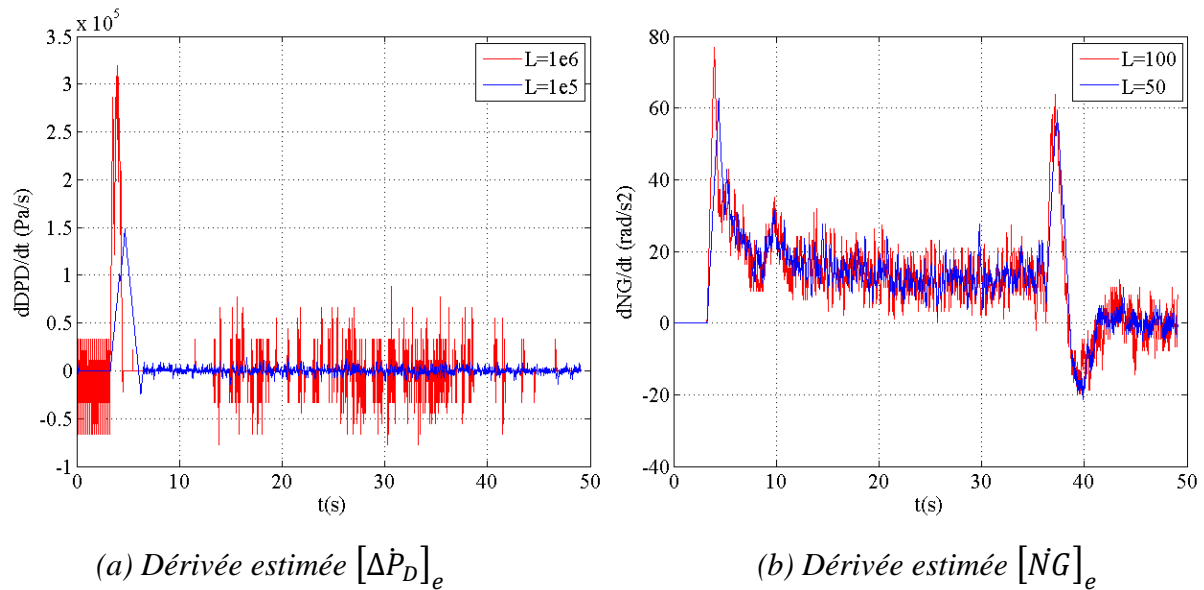 x 10⁵
3.5
3
2.5
2
1.5
1
0.5
0
-0.5
-1
dDPD/dt (Pa/s)
L=1e6
L=1e5
0 10 20 30 40 50
t(s)
80
60
40
20
0
-20
-40
dNG/dt (rad/s2)
L=100
L=50
0 10 20 30 40 50
t(s)
(a) Dérivée estimée [ΔṖ_D]_e
(b) Dérivée estimée [ṄG]_e